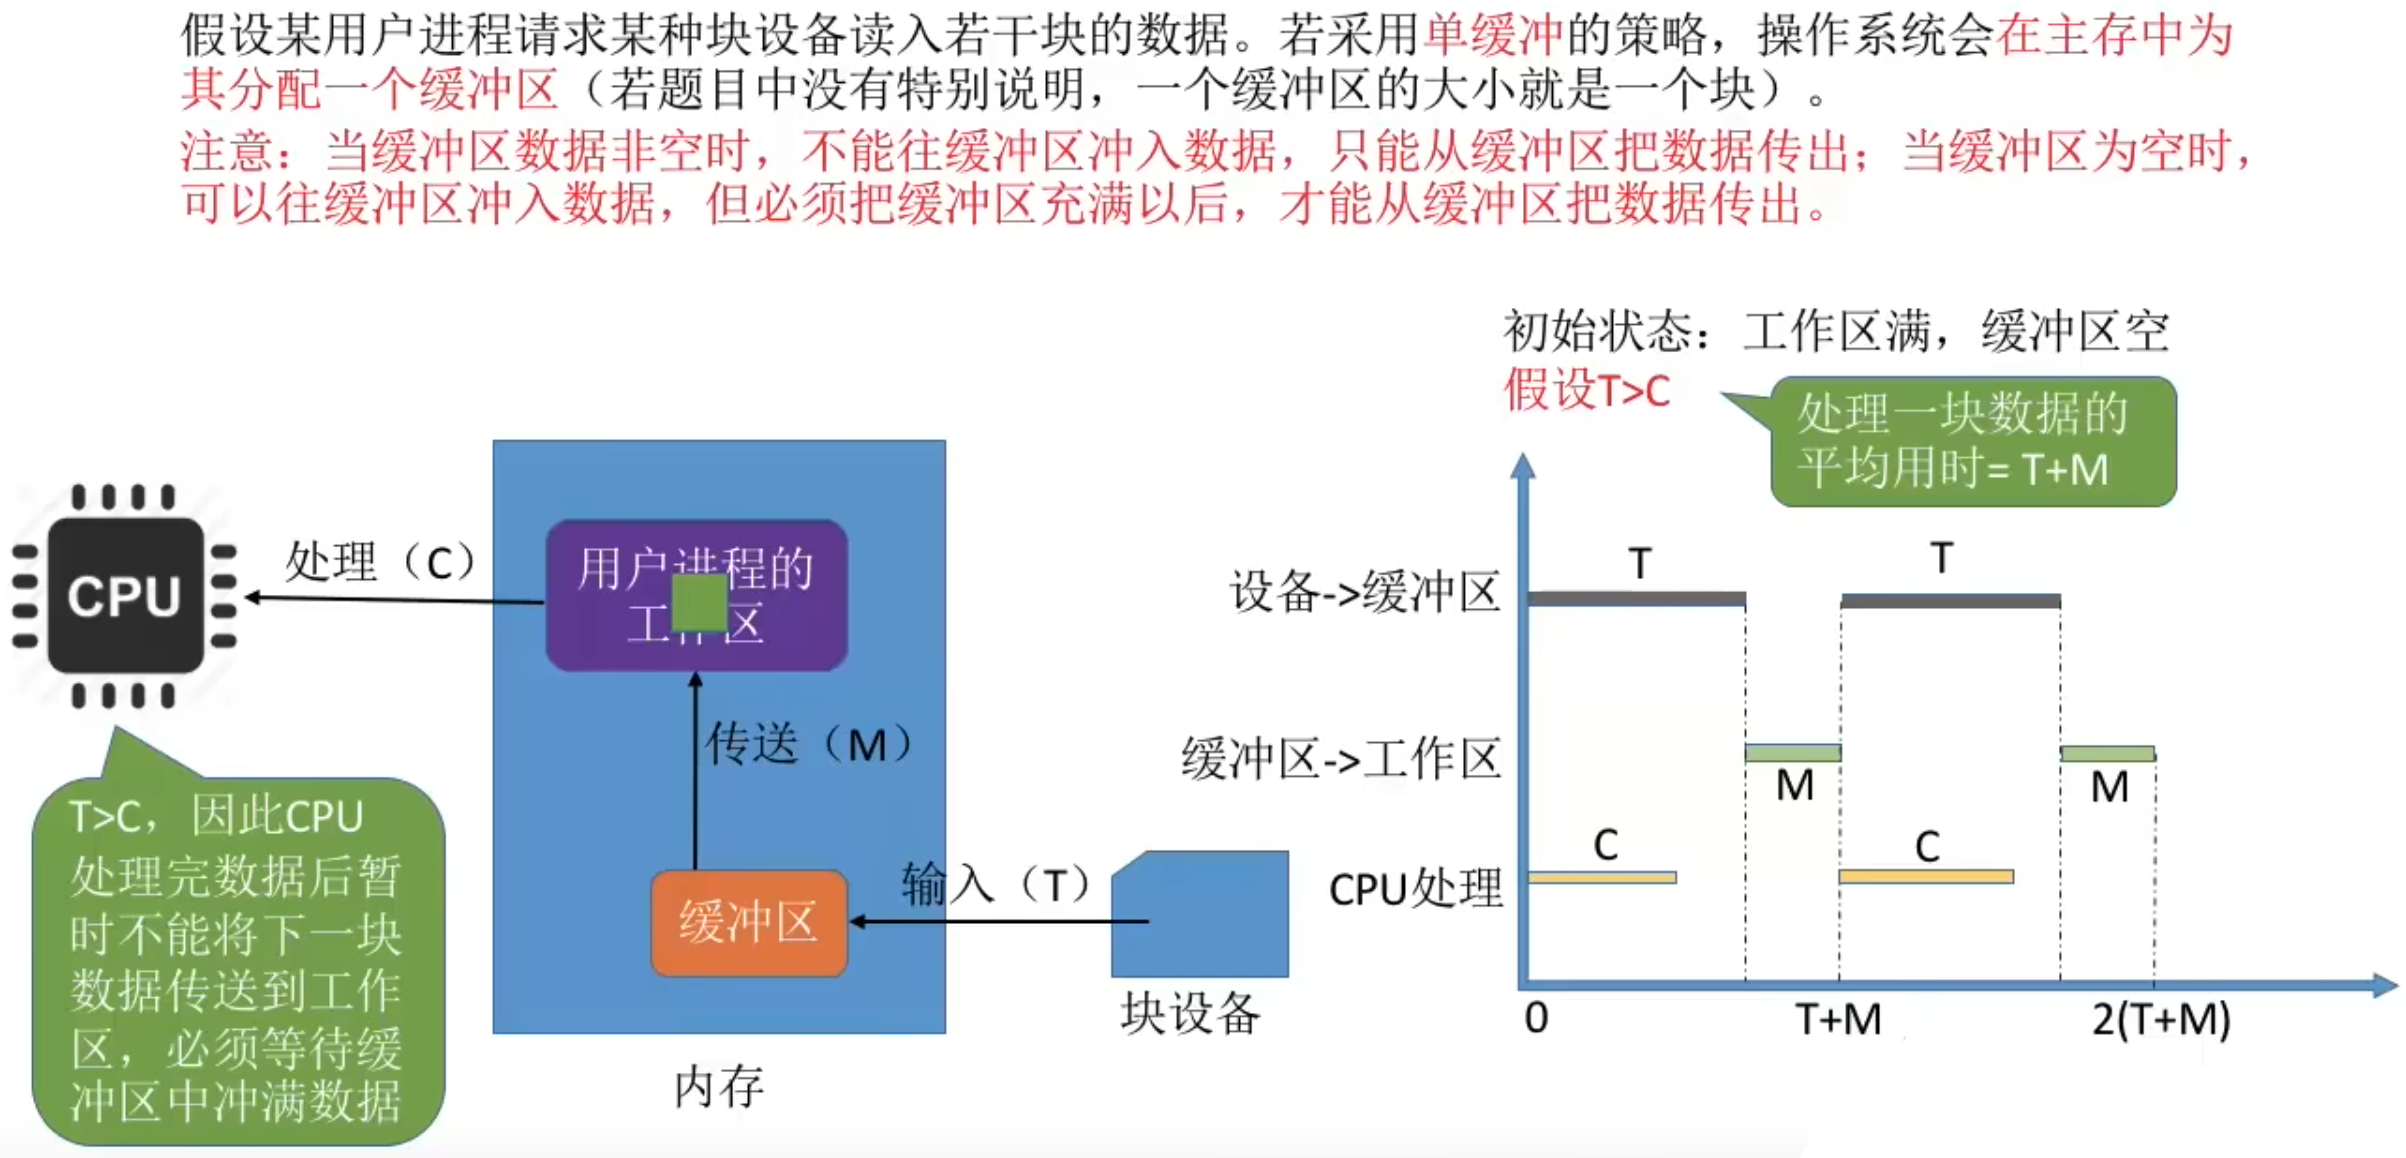 假设某用户进程请求某种块设备读入若干块的数据。若采用单缓冲的策略，操作系统会在主存中为
其分配一个缓冲区（若题目中没有特别说明，一个缓冲区的大小就是一个块）。
注意：当缓冲区数据非空时，不能往缓冲区冲入数据，只能从缓冲区把数据传出；当缓冲区为空时，
可以往缓冲区冲入数据，但必须把缓冲区充满以后，才能从缓冲区把数据传出。
初始状态：工作区满，缓冲区空
假设T>C
处理一块数据的
平均用时= T+M
CPU
处理（C）
用户进程的
工作区
传送（M）
缓冲区
输入（T）
块设备
内存
T>C，因此CPU
处理完数据后暂
时不能将下一块
数据传送到工作
区，必须等待缓
冲区中冲满数据
设备->缓冲区
T
T
缓冲区->工作区
M
M
CPU处理
C
C
0
T+M
2(T+M)